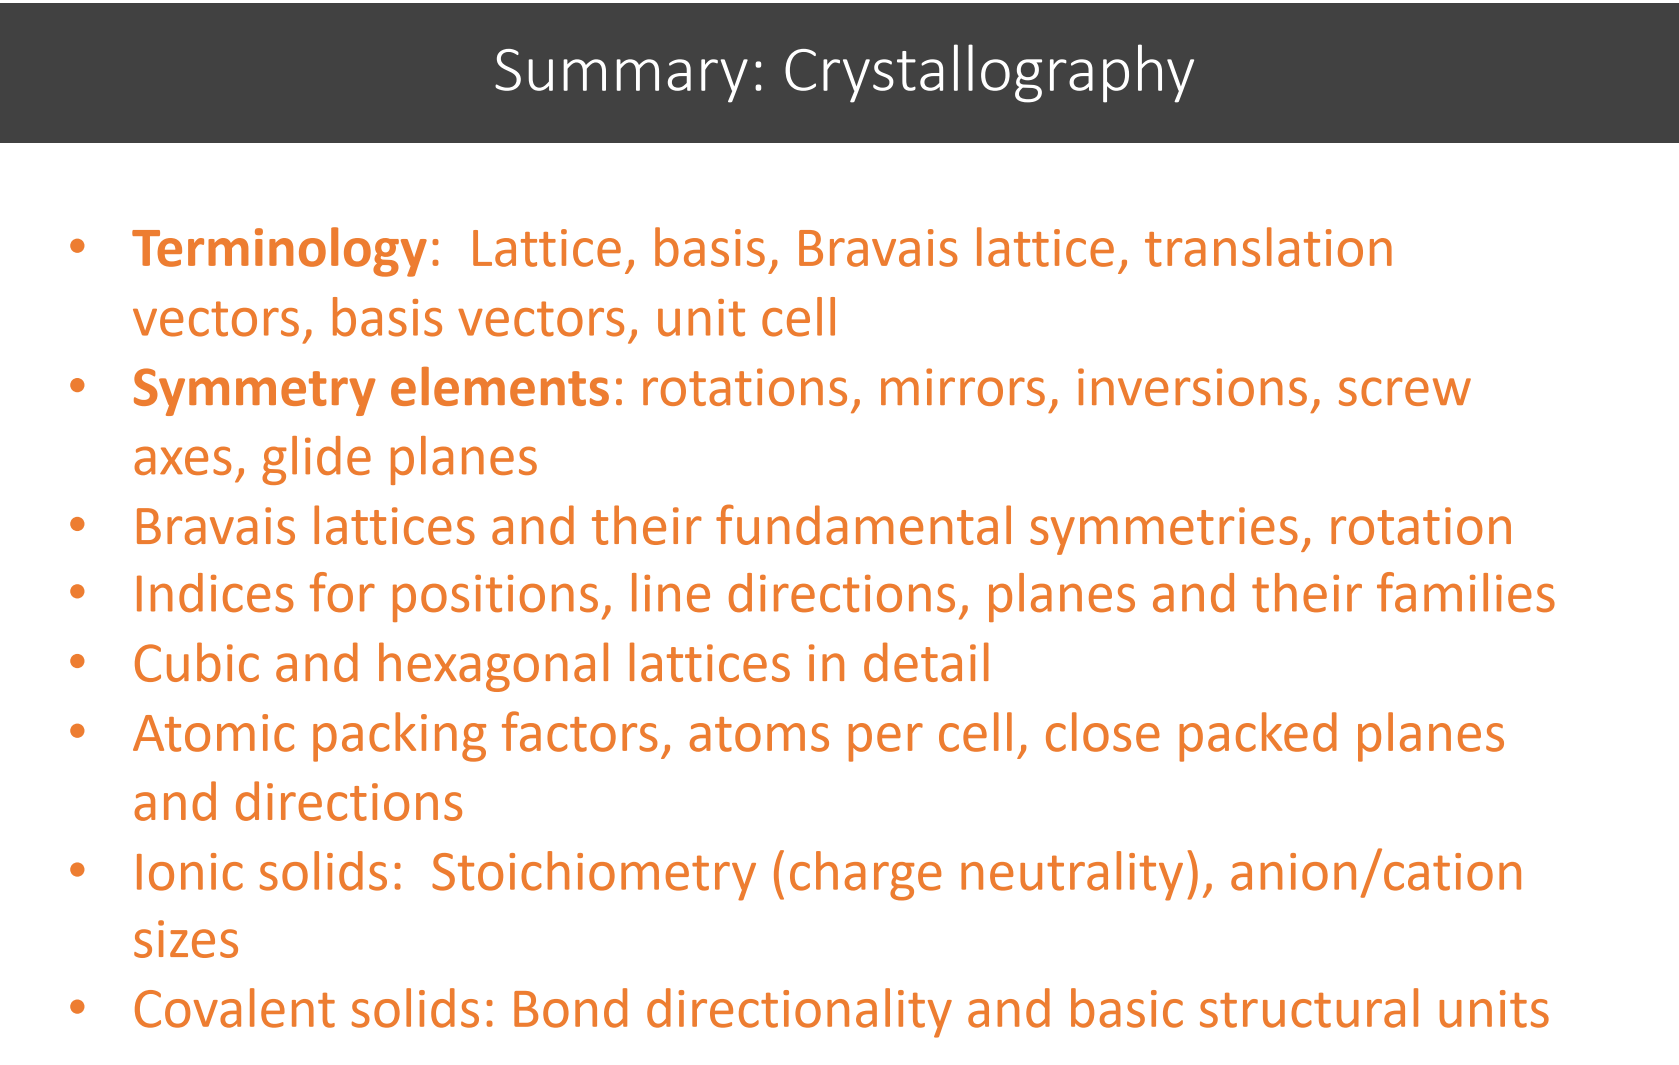 Summary: Crystallography
• Terminology:  Lattice, basis, Bravais lattice, translation
vectors, basis vectors, unit cell
• Symmetry elements: rotations, mirrors, inversions, screw
axes, glide planes
• Bravais lattices and their fundamental symmetries, rotation
• Indices for positions, line directions, planes and their families
• Cubic and hexagonal lattices in detail
• Atomic packing factors, atoms per cell, close packed planes
and directions
• Ionic solids:  Stoichiometry (charge neutrality), anion/cation
sizes
• Covalent solids: Bond directionality and basic structural units